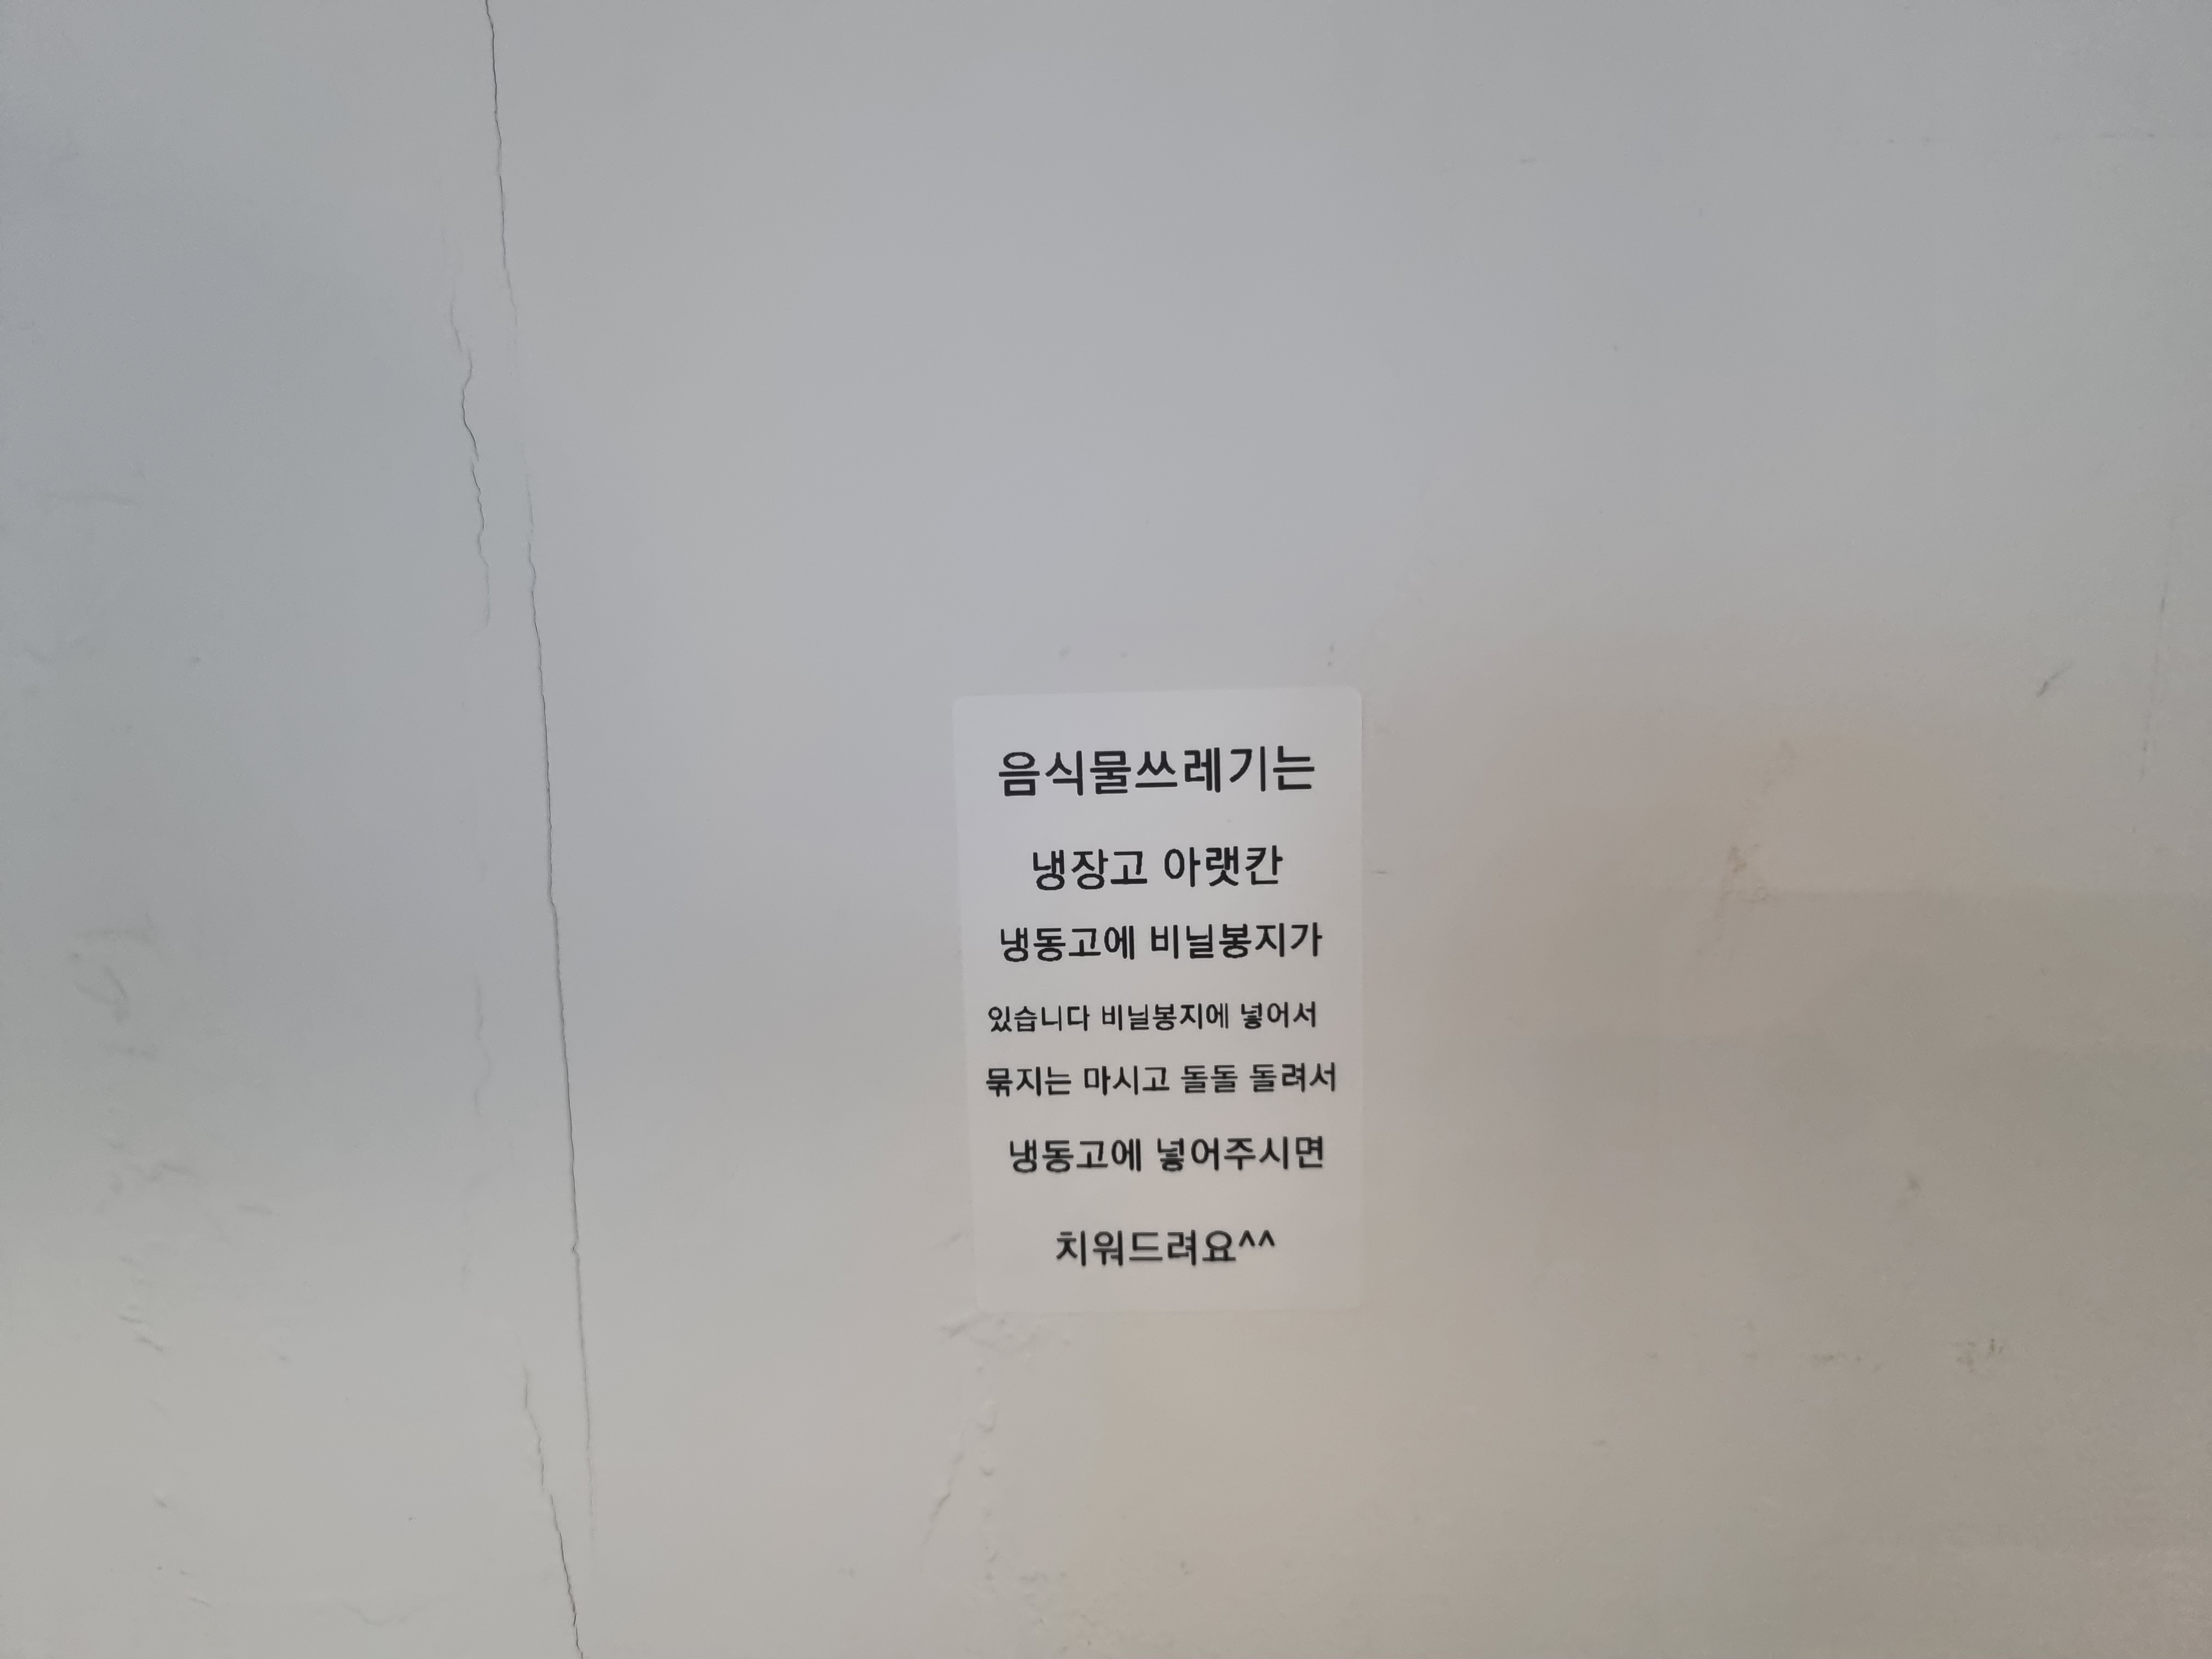 음식물쓰레기는
냉장고 아랫칸
냉동고에 비닐봉지가
있습니다 비닐봉지에 넣어서
묶지는 마시고 돌돌 돌려서
냉동고에 넣어주시면
치워드려요^^